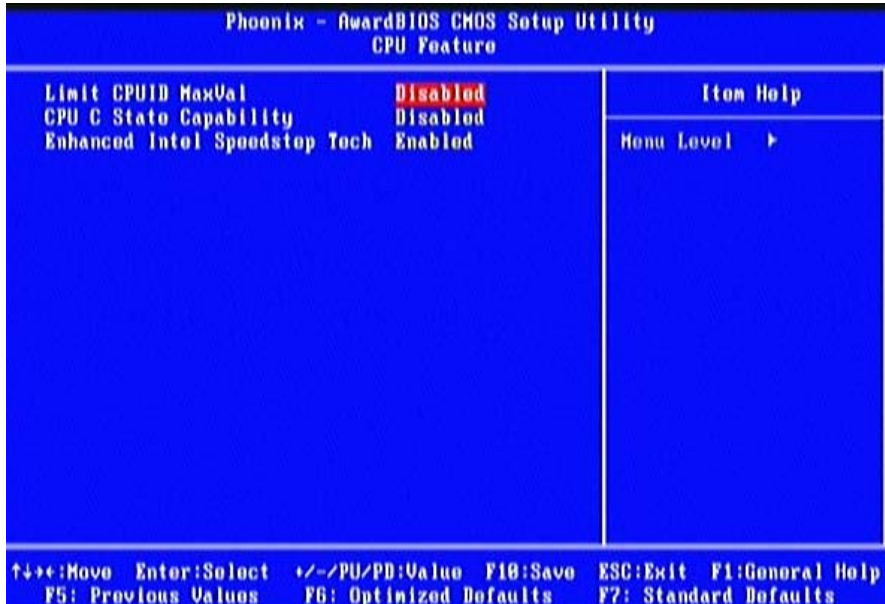 Phoenix - AwardBIOS CMOS Setup Utility
CPU Feature
Limit CPUID MaxVal Disabled
CPU C State Capability Disabled
Enhanced Intel Speedstep Tech Enabled
Item Help
Menu Level ▶
↑↓→←:Move Enter:Select +/-/PU/PD:Value F10:Save ESC:Exit F1:General Help
F5: Previous Values F6: Optimized Defaults F7: Standard Defaults